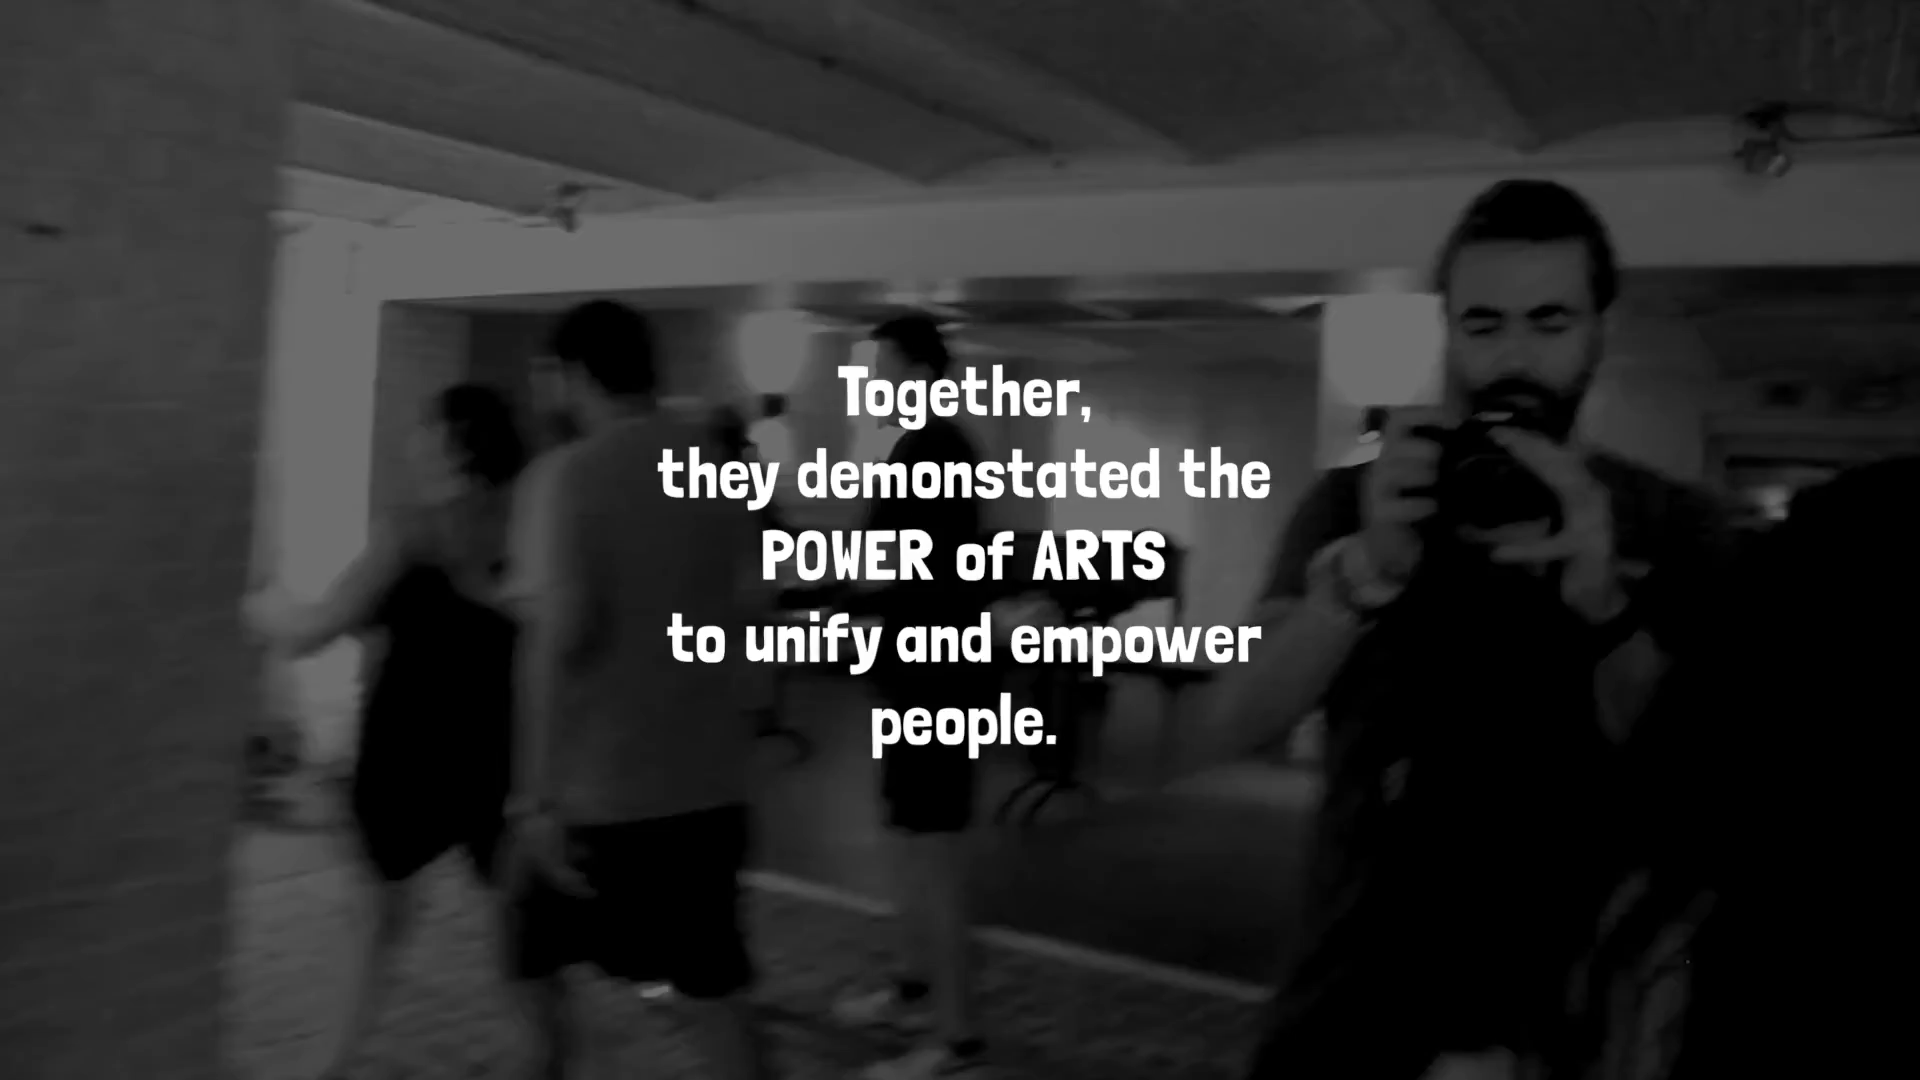 Together,
they demonstated the
POWER of ARTS
to unify and empower
people.